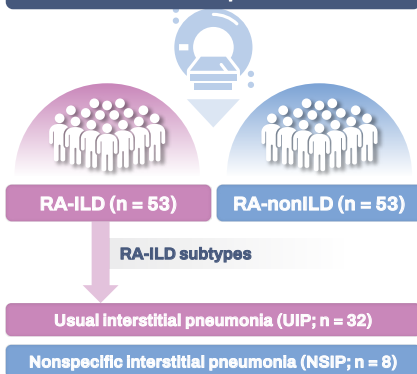 RA-ILD (n = 53)
RA-nonILD (n = 53)
RA-ILD subtypes
Usual interstitial pneumonia (UIP; n = 32)
Nonspecific interstitial pneumonia (NSIP; n = 8)